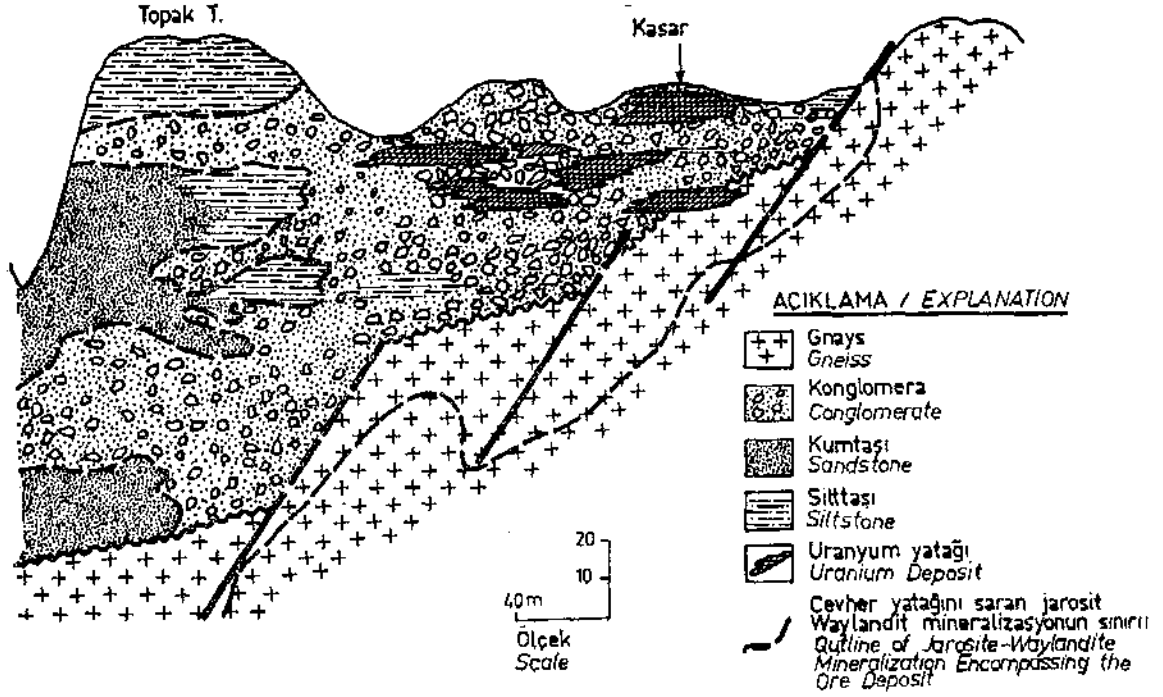 Topak T.
Kasar
AÇIKLAMA / EXPLANATION
Gnays
Gneiss
Konglomera
Conglomerate
Kumtaşı
Sandstone
Silttaşı
Siltstone
Uranyum yatağı
Uranium Deposit
Cevher yatağını saran jarosit
Waylandit mineralizasyonun sınırı
Outline of Jarosite-Waylandite
Mineralization Encompassing the
Ore Deposit
20
10
40m
Ölçek
Scale